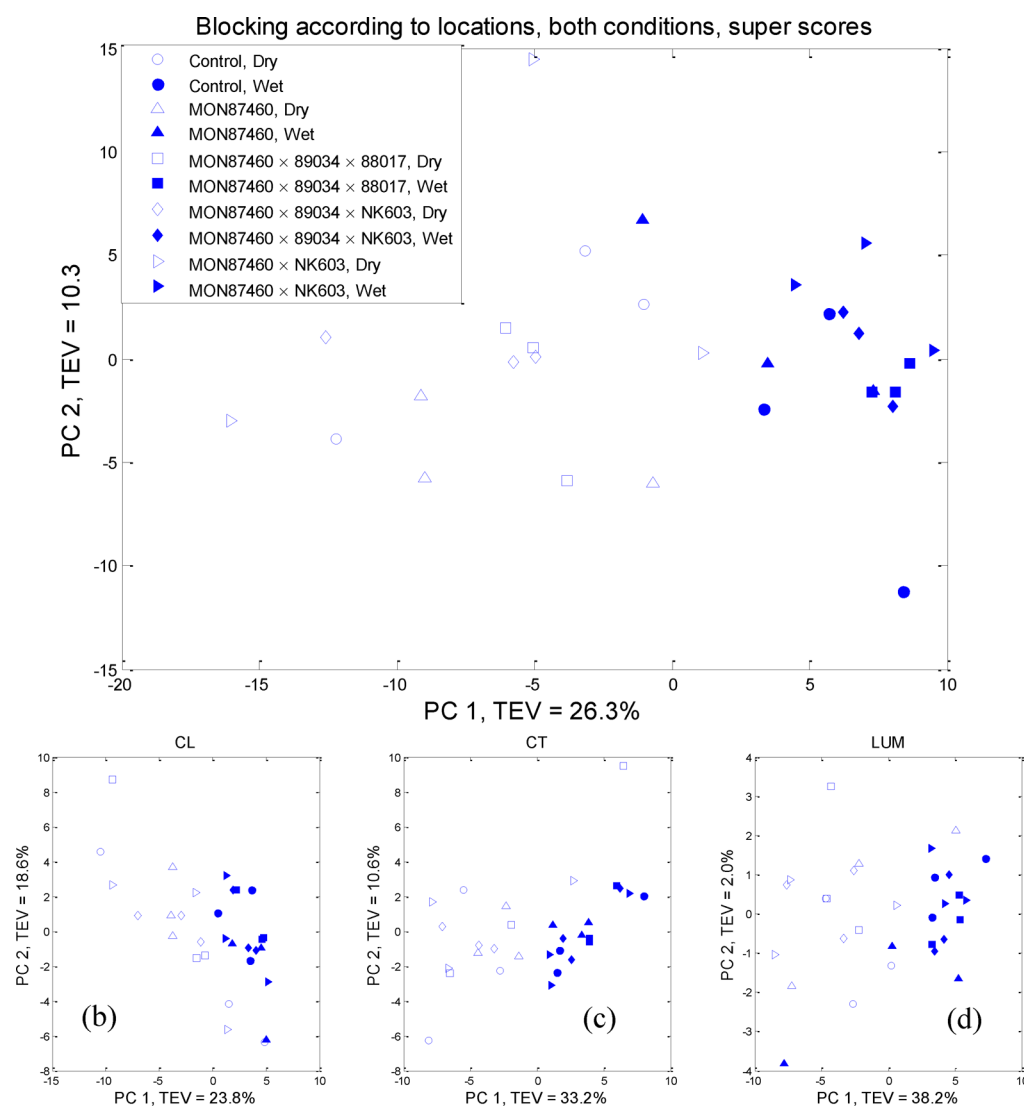 Blocking according to locations, both conditions, super scores
15
10
5
0
-5
-10
-15
PC 2, TEV = 10.3
Control, Dry
Control, Wet
MON87460, Dry
MON87460, Wet
MON87460 × 89034 × 88017, Dry
MON87460 × 89034 × 88017, Wet
MON87460 × 89034 × NK603, Dry
MON87460 × 89034 × NK603, Wet
MON87460 × NK603, Dry
MON87460 × NK603, Wet
-20 -15 -10 -5 0 5 10
PC 1, TEV = 26.3%
CL
10
8
6
4
2
0
-2
-4
-6
-8
PC 2, TEV = 18.6%
(b)
-15 -10 -5 0 5 10
PC 1, TEV = 23.8%
CT
10
8
6
4
2
0
-2
-4
-6
-8
PC 2, TEV = 10.6%
(c)
-10 -5 0 5 10
PC 1, TEV = 33.2%
LUM
4
3
2
1
0
-1
-2
-3
-4
PC 2, TEV = 2.0%
(d)
-10 -5 0 5 10
PC 1, TEV = 38.2%